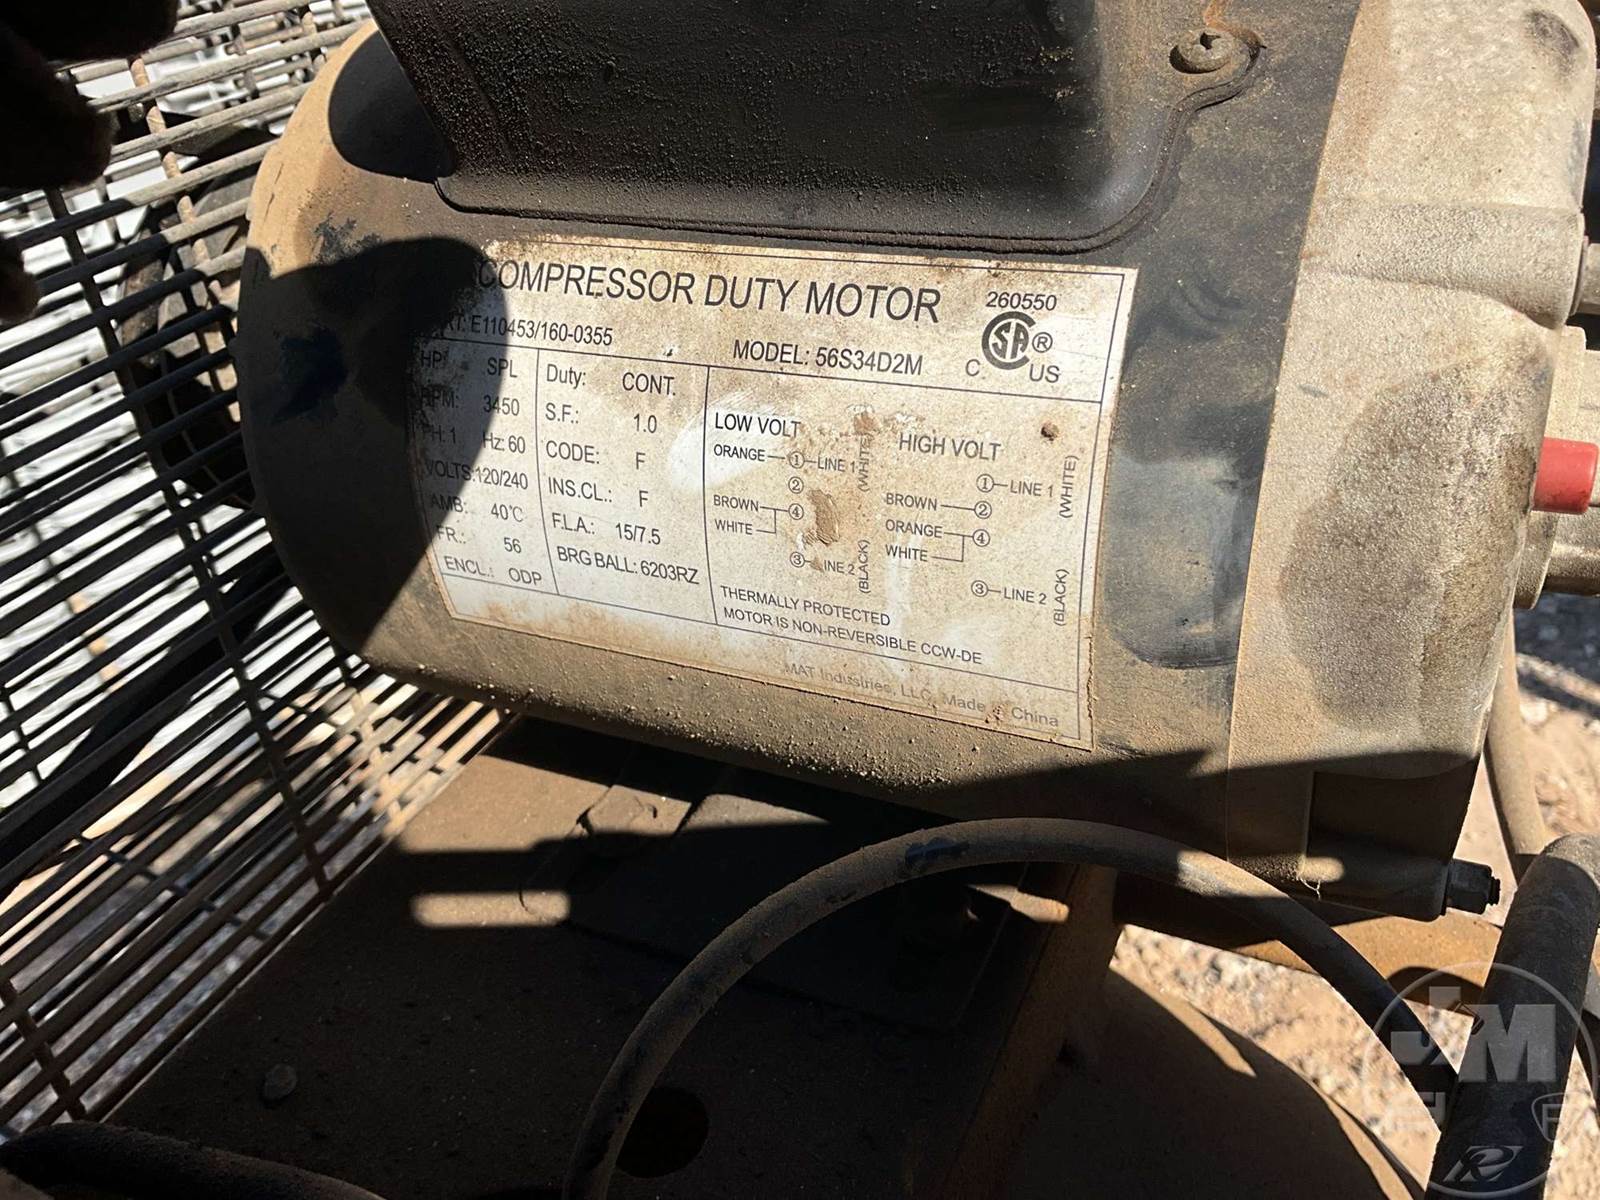 COMPRESSOR DUTY MOTOR
260550
E110453/160-0355
MODEL: 56S34D2M
SA ®
C US
HP: SPL
RPM: 3450
PH: 1 Hz: 60
VOLTS: 120/240
AMB: 40℃
FR.: 56
ENCL.: ODP
Duty: CONT.
S.F.: 1.0
CODE: F
INS.CL.: F
F.L.A.: 15/7.5
BRG BALL: 6203RZ
LOW VOLT
ORANGE ① LINE 1 (WHITE)
②
BROWN ④
WHITE
③ LINE 2 (BLACK)
HIGH VOLT
① LINE 1 (WHITE)
BROWN ②
ORANGE ④
WHITE
③ LINE 2 (BLACK)
THERMALLY PROTECTED
MOTOR IS NON-REVERSIBLE CCW-DE
MAT Industries, LLC, Made China
JM